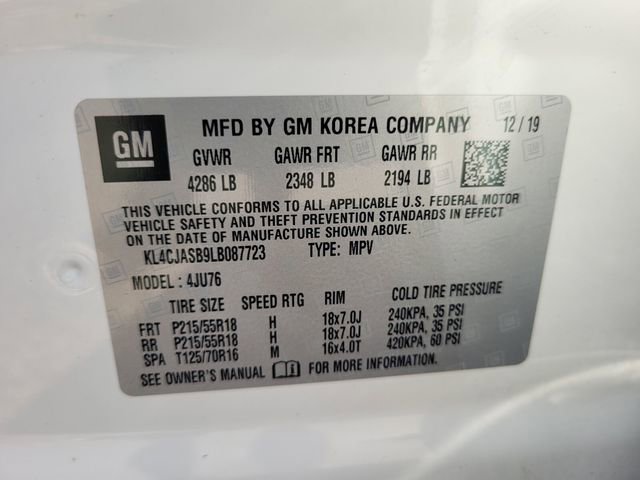 GM MFD BY GM KOREA COMPANY 12/19
GVWR GAWR FRT GAWR RR
4286 LB 2348 LB 2194 LB
THIS VEHICLE CONFORMS TO ALL APPLICABLE U.S. FEDERAL MOTOR
VEHICLE SAFETY AND THEFT PREVENTION STANDARDS IN EFFECT
ON THE DATE OF MANUFACTURE SHOWN ABOVE.
KL4CJASB9LB087723 TYPE: MPV
MODEL: 4JU76
TIRE SIZE SPEED RTG RIM COLD TIRE PRESSURE
FRT P215/55R18 H 18x7.0J 240KPA, 35 PSI
RR P215/55R18 H 18x7.0J 240KPA, 35 PSI
SPA T125/70R16 M 16x4.0T 420KPA, 60 PSI
SEE OWNER'S MANUAL FOR MORE INFORMATION.